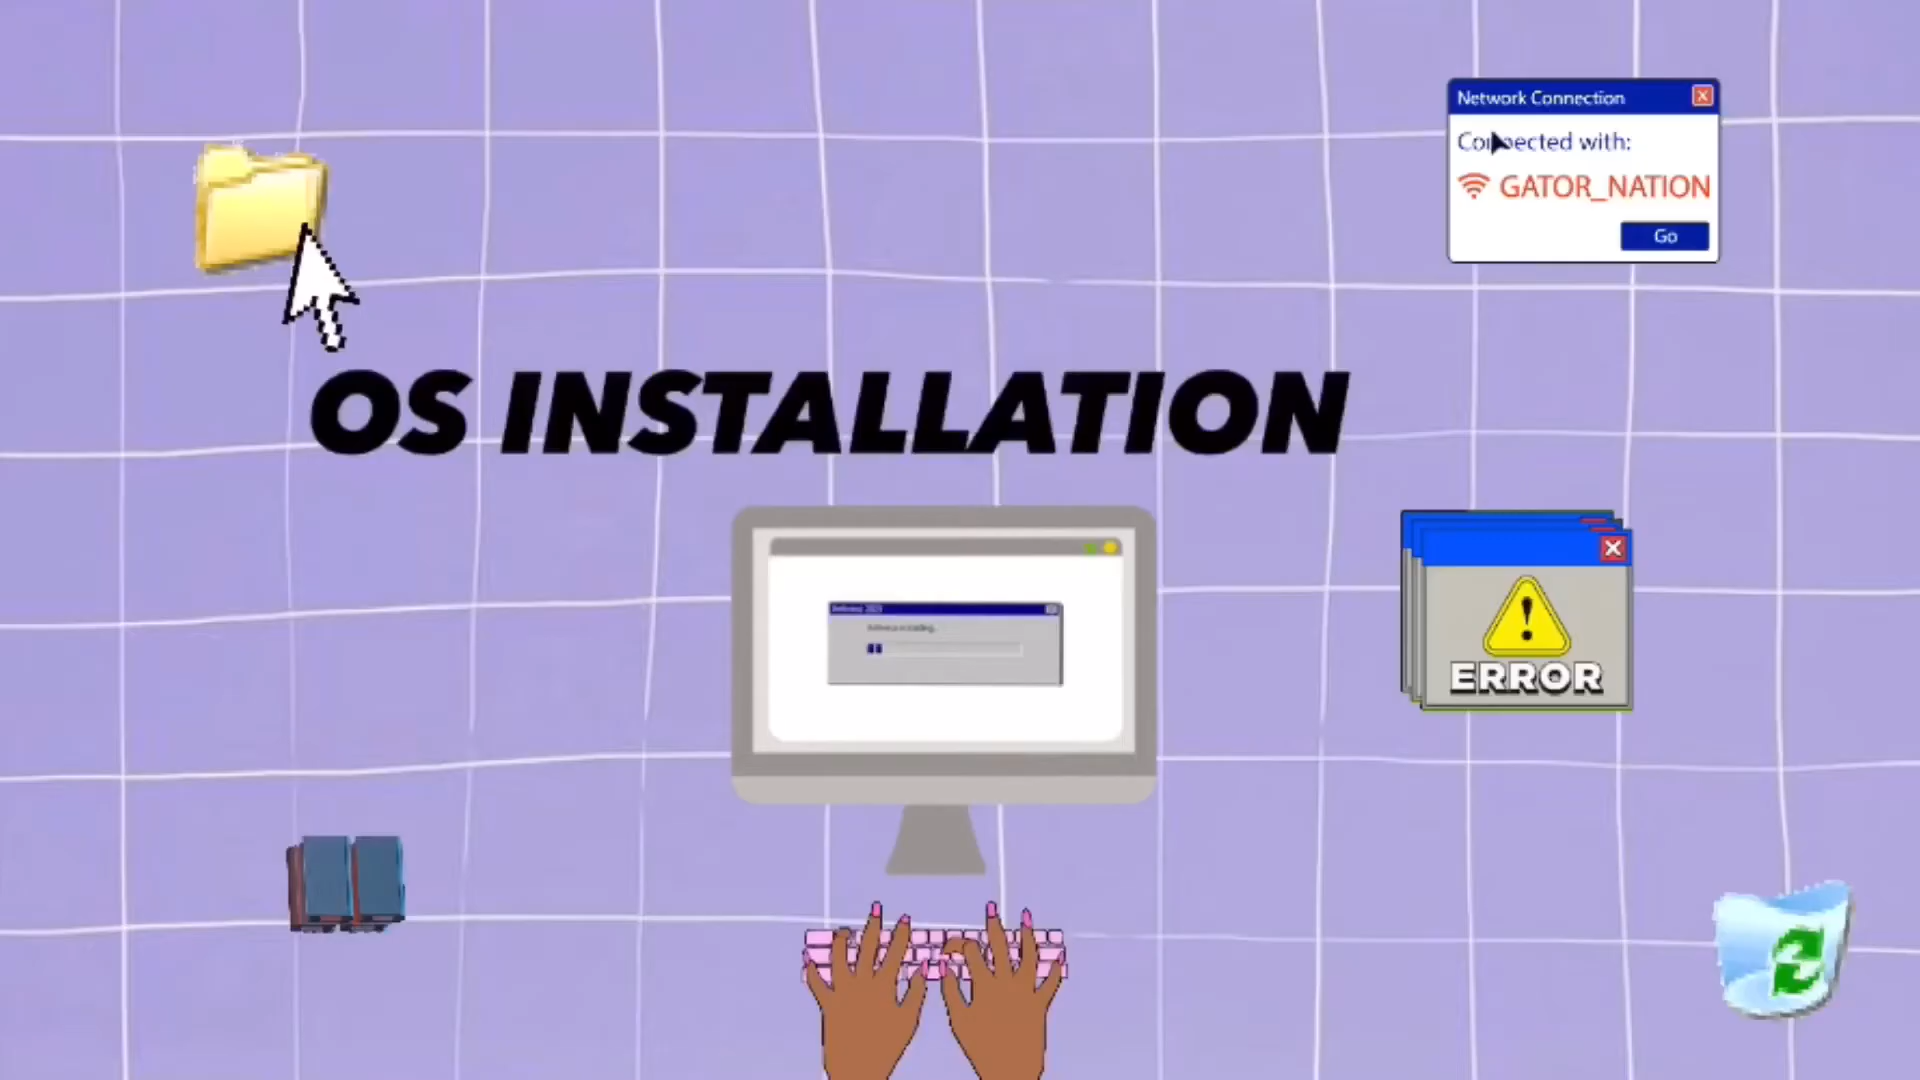 Network Connection
Connected with:
GATOR_NATION
Go
OS INSTALLATION
ERROR